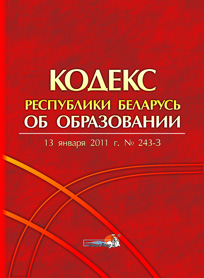 КОДЕКС
РЕСПУБЛИКИ БЕЛАРУСЬ
ОБ ОБРАЗОВАНИИ
13 января 2011 г. № 243-З